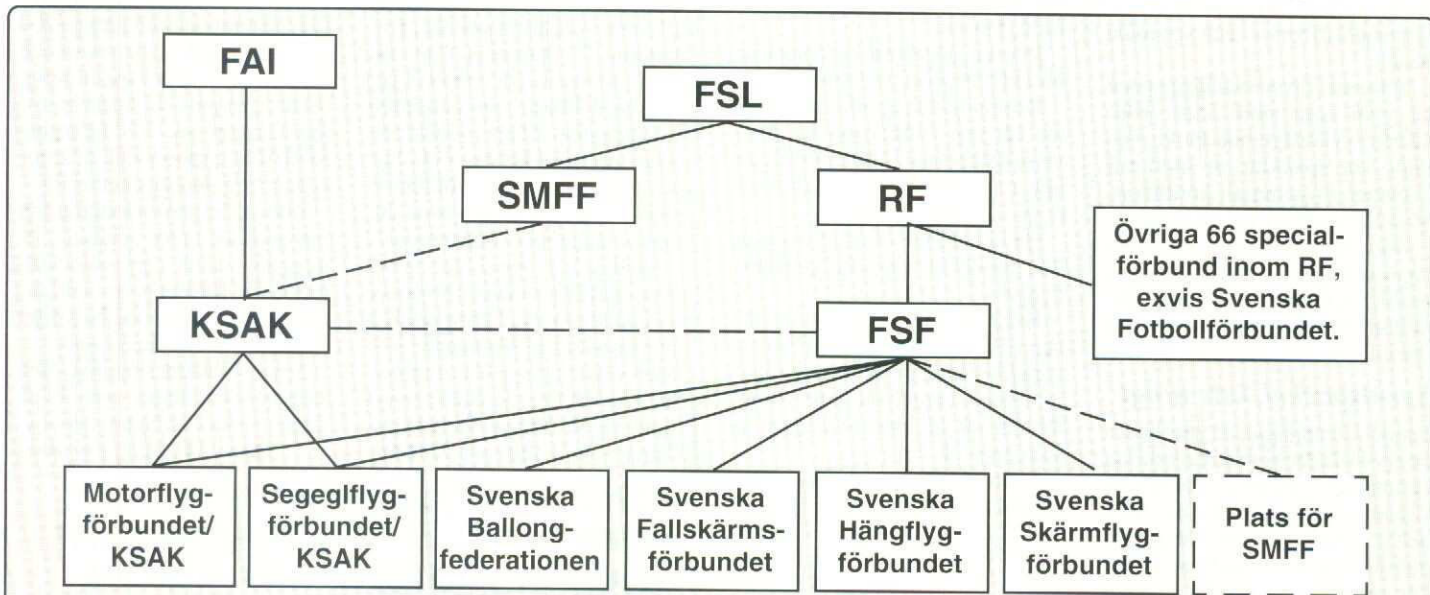 FAI
FSL
SMFF
RF
Övriga 66 special-
förbund inom RF,
exvis Svenska
Fotbollförbundet.
KSAK
FSF
Motorflyg-
förbundet/
KSAK
Segeglflyg-
förbundet/
KSAK
Svenska
Ballong-
federationen
Svenska
Fallskärms-
förbundet
Svenska
Hängflyg-
förbundet
Svenska
Skärmflyg-
förbundet
Plats för
SMFF